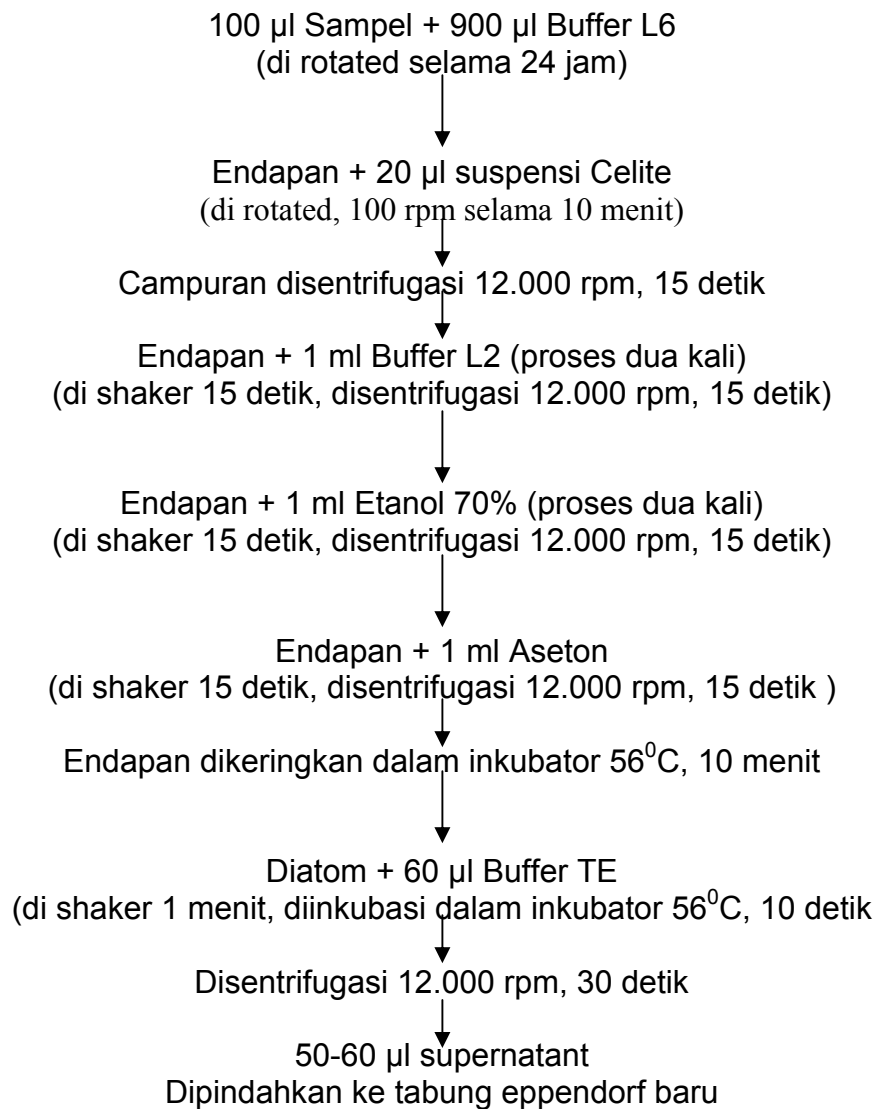 100 µl Sampel + 900 µl Buffer L6
(di rotated selama 24 jam)
Endapan + 20 µl suspensi Celite
(di rotated, 100 rpm selama 10 menit)
Campuran disentrifugasi 12.000 rpm, 15 detik
Endapan + 1 ml Buffer L2 (proses dua kali)
(di shaker 15 detik, disentrifugasi 12.000 rpm, 15 detik)
Endapan + 1 ml Etanol 70% (proses dua kali)
(di shaker 15 detik, disentrifugasi 12.000 rpm, 15 detik)
Endapan + 1 ml Aseton
(di shaker 15 detik, disentrifugasi 12.000 rpm, 15 detik )
Endapan dikeringkan dalam inkubator 56⁰C, 10 menit
Diatom + 60 µl Buffer TE
(di shaker 1 menit, diinkubasi dalam inkubator 56⁰C, 10 detik
Disentrifugasi 12.000 rpm, 30 detik
50-60 µl supernatant
Dipindahkan ke tabung eppendorf baru